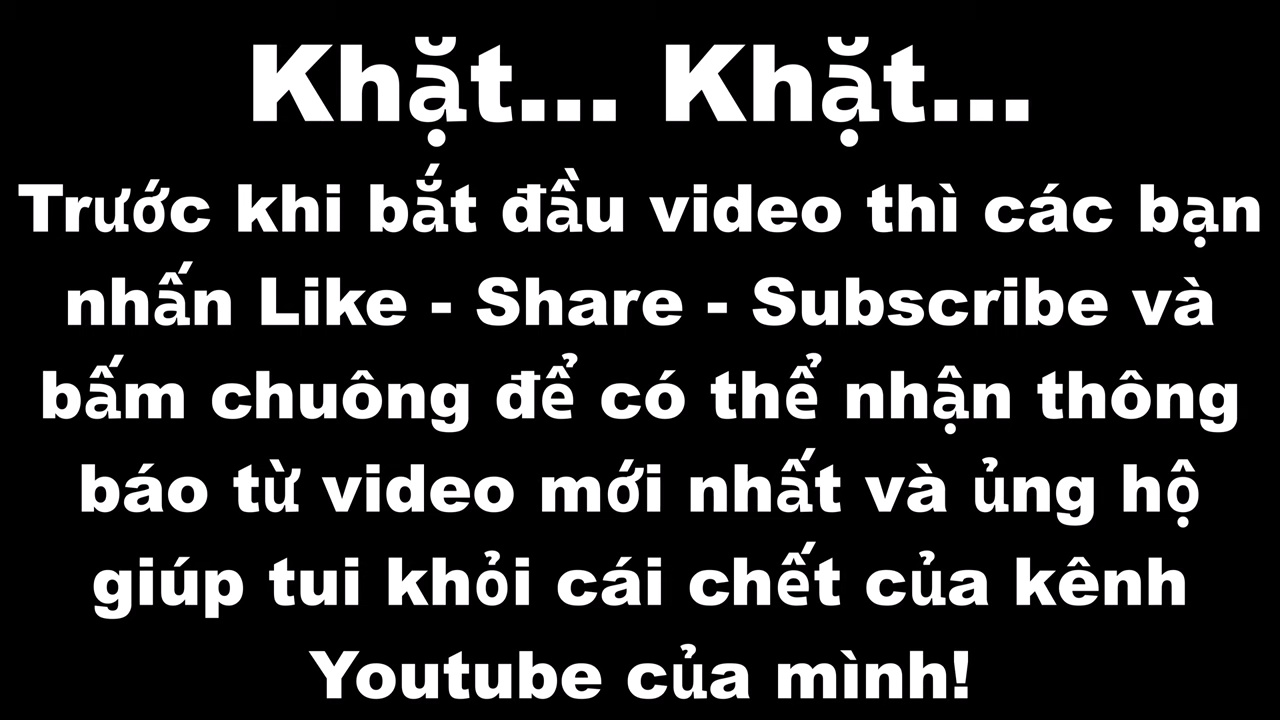 Khặt... Khặt...
Trước khi bắt đầu video thì các bạn
nhấn Like - Share - Subscribe và
bấm chuông để có thể nhận thông
báo từ video mới nhất và ủng hộ
giúp tui khỏi cái chết của kênh
Youtube của mình!